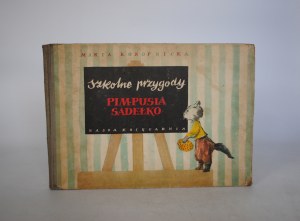 MARIA KONOPNICKA
Szkolne przygody
PIMPUSIA
SADEŁKO
NASZA KSIĘGARNIA